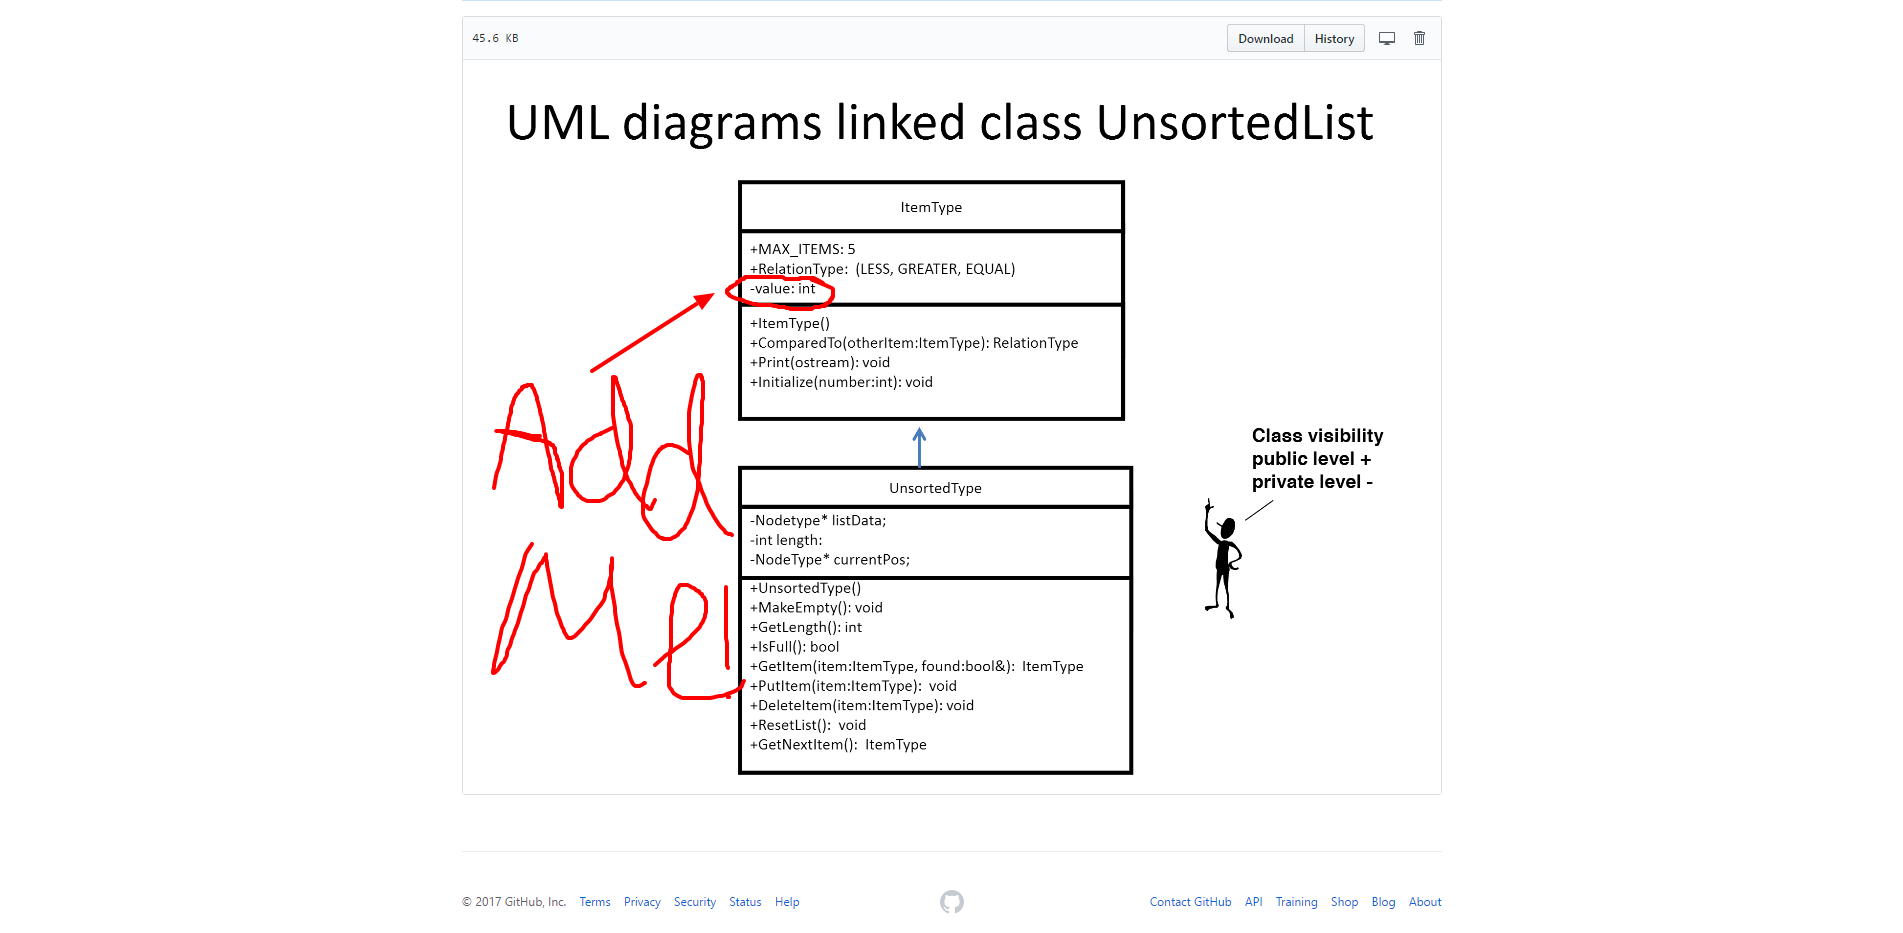 45.6 KB Download History
UML diagrams linked class UnsortedList
ItemType
+MAX_ITEMS: 5
+RelationType: (LESS, GREATER, EQUAL)
-value: int
+ItemType()
+ComparedTo(otherItem:ItemType): RelationType
+Print(ostream): void
+Initialize(number:int): void
Add
Me!
Class visibility
public level +
private level -
UnsortedType
-Nodetype* listData;
-int length:
-NodeType* currentPos;
+UnsortedType()
+MakeEmpty(): void
+GetLength(): int
+IsFull(): bool
+GetItem(item:ItemType, found:bool&): ItemType
+PutItem(item:ItemType): void
+DeleteItem(item:ItemType): void
+ResetList(): void
+GetNextItem(): ItemType
© 2017 GitHub, Inc. Terms Privacy Security Status Help Contact GitHub API Training Shop Blog About